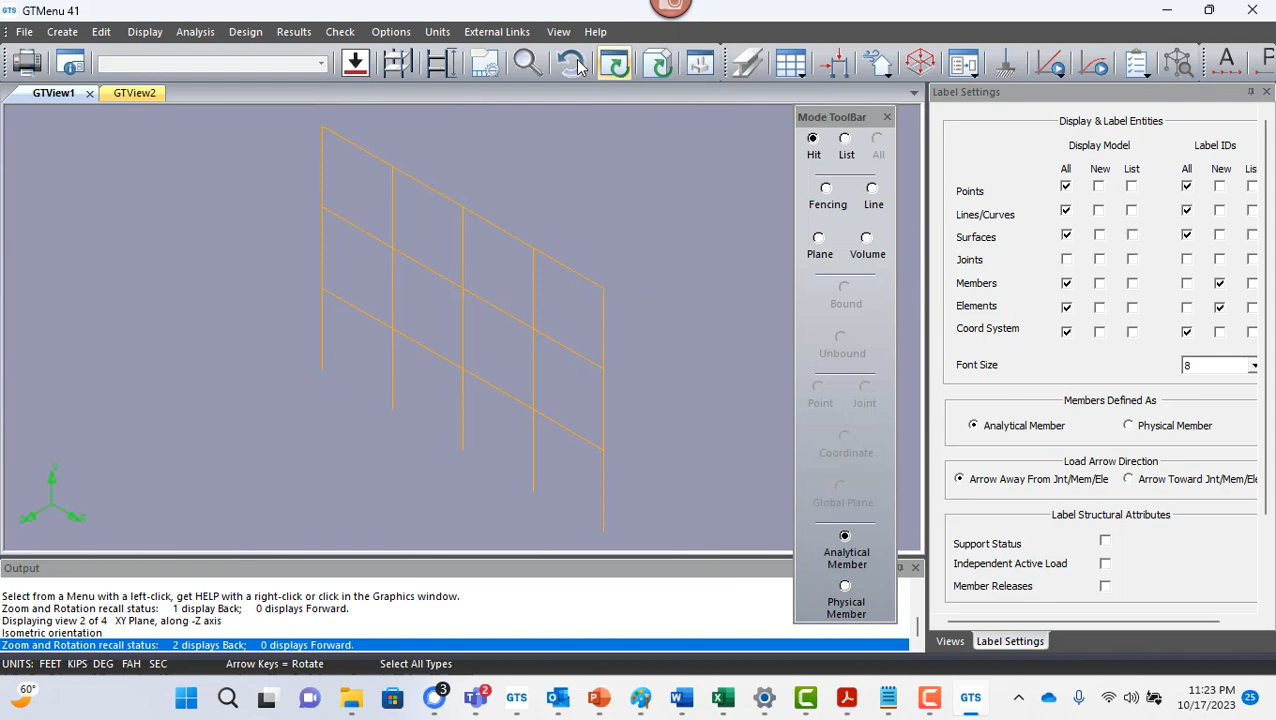 GTS GTMenu 41
File Create Edit Display Analysis Design Results Check Options Units External Links View Help
GTView1 GTView2
Mode ToolBar
Hit List All
Fencing Line
Plane Volume
Bound
Unbound
Point Joint
Coordinate
Global Plane
Analytical
Member
Physical
Member
Label Settings
Display & Label Entities
Display Model Label IDs
All New List All New Lis
Points
Lines/Curves
Surfaces
Joints
Members
Elements
Coord System
Font Size 8
Members Defined As
Analytical Member Physical Member
Load Arrow Direction
Arrow Away From Jnt/Mem/Ele Arrow Toward Jnt/Mem/Ele
Label Structural Attributes
Support Status
Independent Active Load
Member Releases
Views Label Settings
Y
Output
Select from a Menu with a left-click, get HELP with a right-click or click in the Graphics window.
Zoom and Rotation recall status: 1 display Back; 0 displays Forward.
Displaying view 2 of 4 XY Plane, along -Z axis
Isometric orientation
Zoom and Rotation recall status: 2 displays Back; 0 displays Forward.
UNITS: FEET KIPS DEG FAH SEC Arrow Keys = Rotate Select All Types
60° 3 2 GTS GTS 11:23 PM
10/17/2023 25